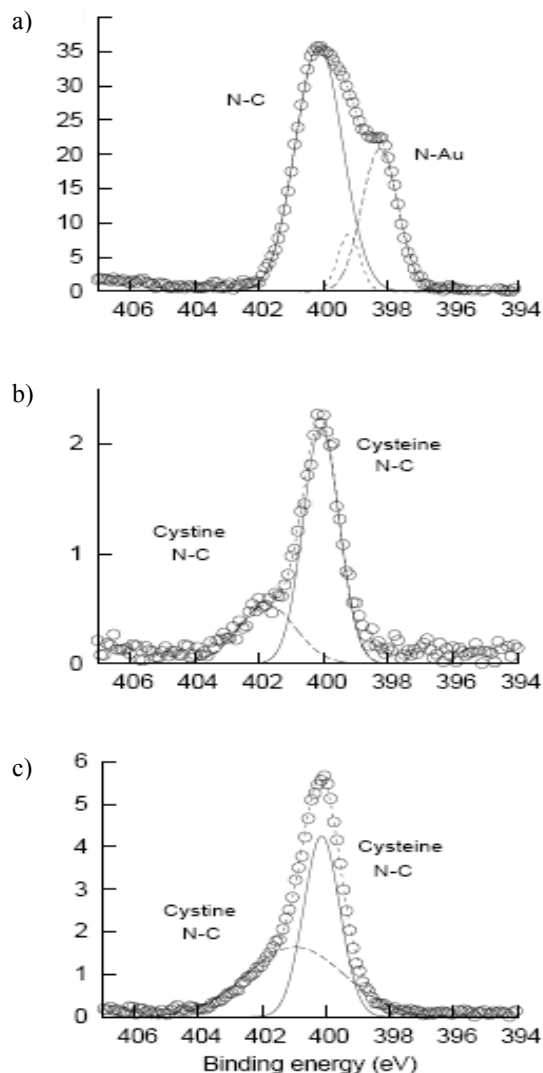 a)
35
30
N-C
25
N-Au
20
15
10
5
0
406 404 402 400 398 396 394
b)
2
Cysteine
N-C
Cystine
N-C
1
0
406 404 402 400 398 396 394
c)
6
5
Cysteine
N-C
4
Cystine
N-C
3
2
1
0
406 404 402 400 398 396 394
Binding energy (eV)